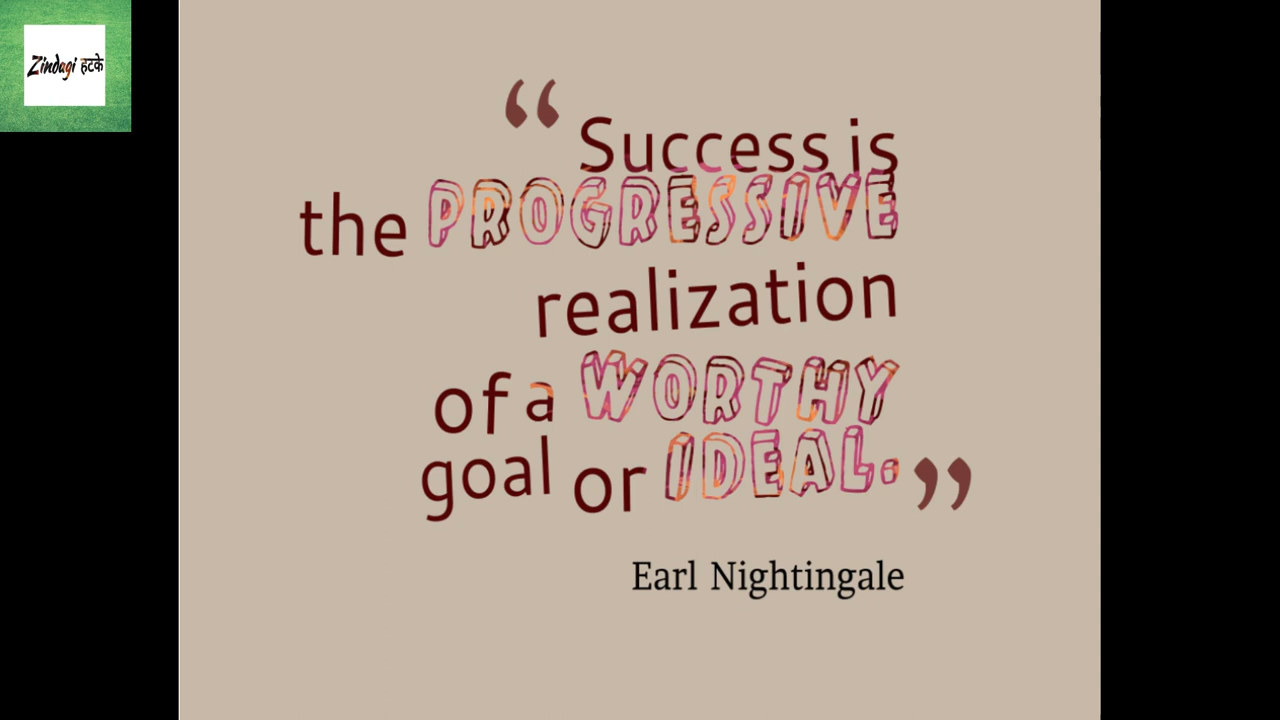 Zindagi हटके
“ Success is
the PROGRESSIVE
realization
of a WORTHY
goal or IDEAL. ”
Earl Nightingale